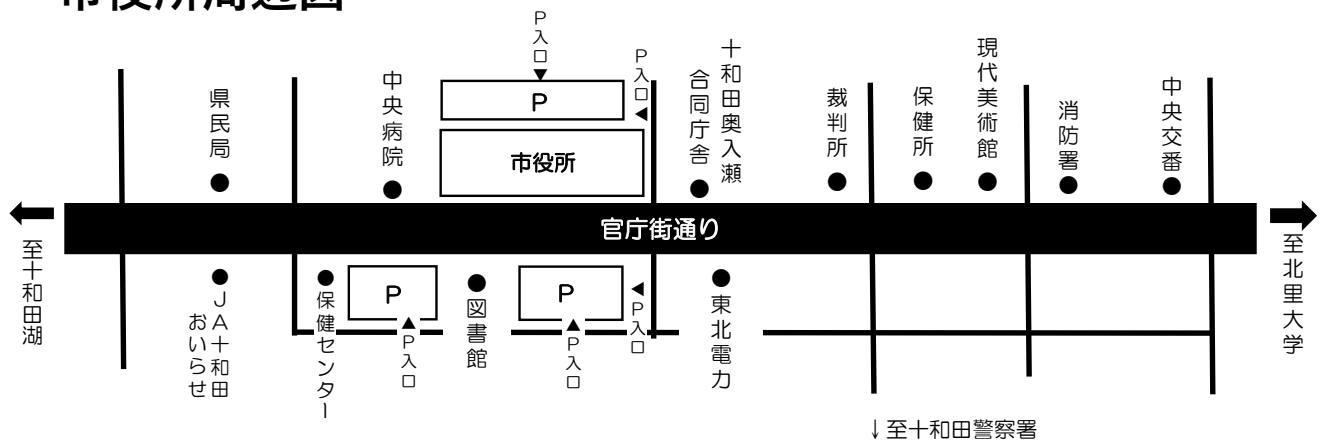 市役所周辺図
P入口
P入口
県民局
中央病院
P
市役所
十和田奥入瀬
合同庁舎
裁判所
保健所
現代美術館
消防署
中央交番
官庁街通り
至十和田湖
至北里大学
JA十和田
おいらせ
保健センター
P
P入口
図書館
P
P入口
P入口
東北電力
↓至十和田警察署